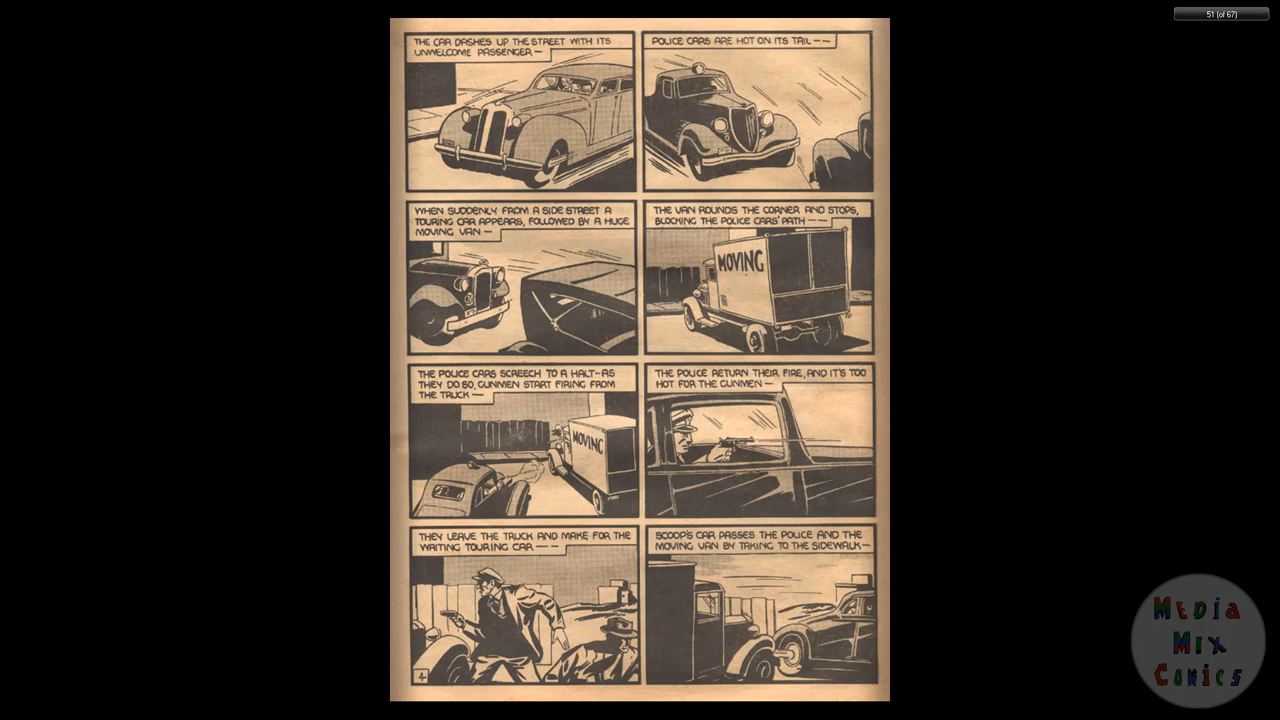 51 (of 67)
THE CAR DASHES UP THE STREET WITH ITS
UNWELCOME PASSENGER—
POLICE CARS ARE HOT ON ITS TAIL——
WHEN SUDDENLY FROM A SIDE STREET A
TOURING CAR APPEARS, FOLLOWED BY A HUGE
MOVING VAN—
THE VAN ROUNDS THE CORNER AND STOPS,
BLOCKING THE POLICE CARS' PATH——
MOVING
THE POLICE CARS SCREECH TO A HALT-AS
THEY DO SO, GUNMEN START FIRING FROM
THE TRUCK—
MOVING
THE POLICE RETURN THEIR FIRE, AND IT'S TOO
HOT FOR THE GUNMEN—
THEY LEAVE THE TRUCK AND MAKE FOR THE
WAITING TOURING CAR———
4
SCOOP'S CAR PASSES THE POLICE AND THE
MOVING VAN BY TAKING TO THE SIDEWALK—
MEDiA
MiX
COMiCS